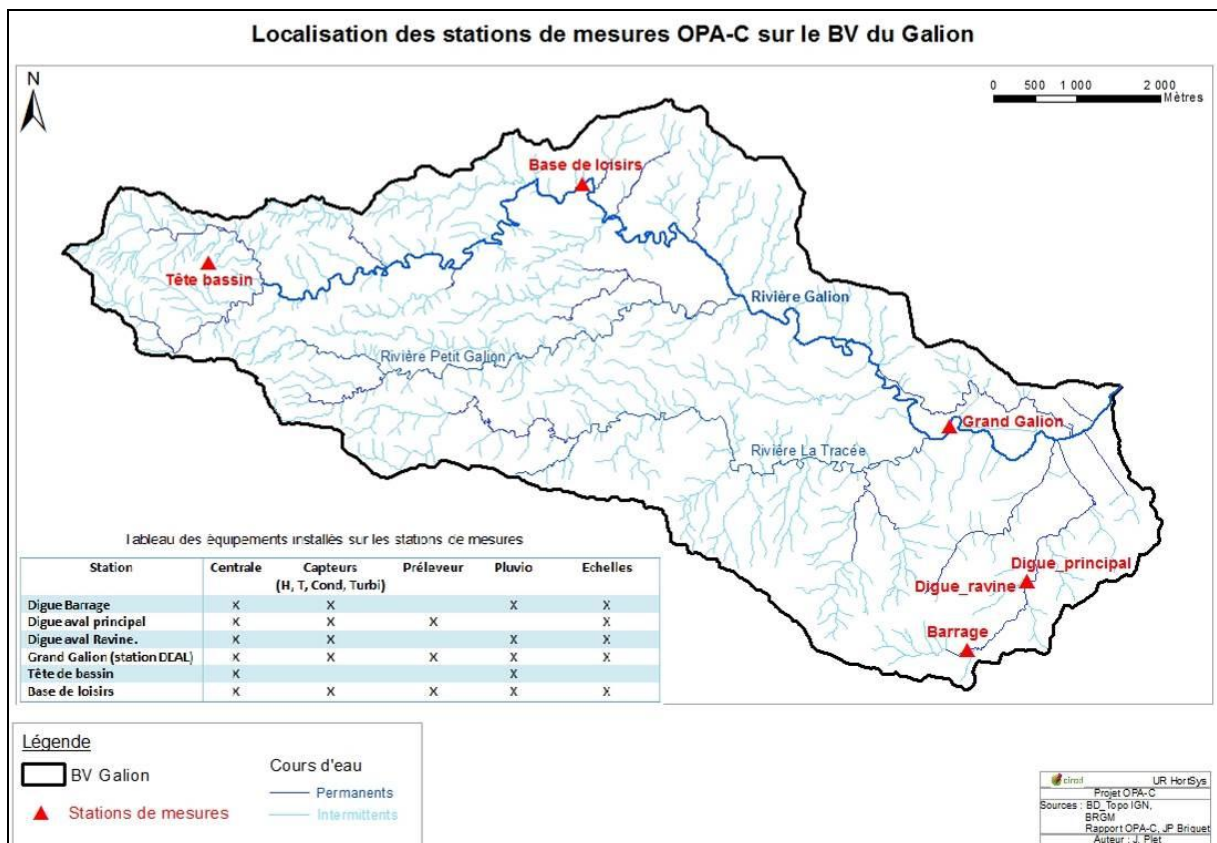 Localisation des stations de mesures OPA-C sur le BV du Galion
N
0 500 1 000 2 000
Mètres
Base de loisirs
Tête bassin
Rivière Galion
Rivière Petit Galion
Grand Galion
Rivière La Tracée
Digue_principal
Digue_ravine
Barrage
Tableau des équipements installés sur les stations de mesures
Station Centrale Capteurs Préleveur Pluvio Echelles
(H, T, Cond, Turbi)
Digue Barrage X X X X
Digue aval principal X X X X
Digue aval Ravine. X X X X
Grand Galion (station DEAL) X X X X X
Tête de bassin X X
Base de loisirs X X X X X
Légende
BV Galion
Stations de mesures
Cours d'eau
Permanents
Intermittents
cirad UR HortSys
Projet OPA-C
Sources : BD_Topo IGN,
BRGM
Rapport OPA-C, JP Briquet
Auteur : J. Plet